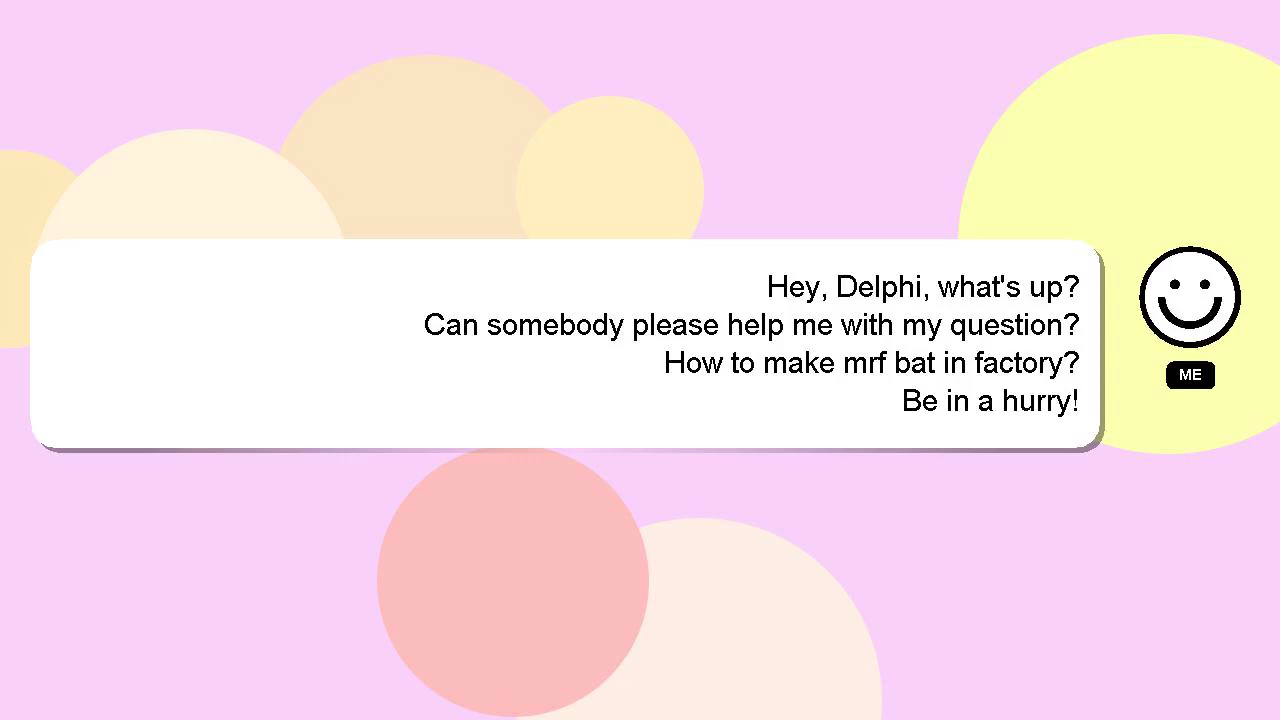 Hey, Delphi, what's up?
Can somebody please help me with my question?
How to make mrf bat in factory?
Be in a hurry!
ME